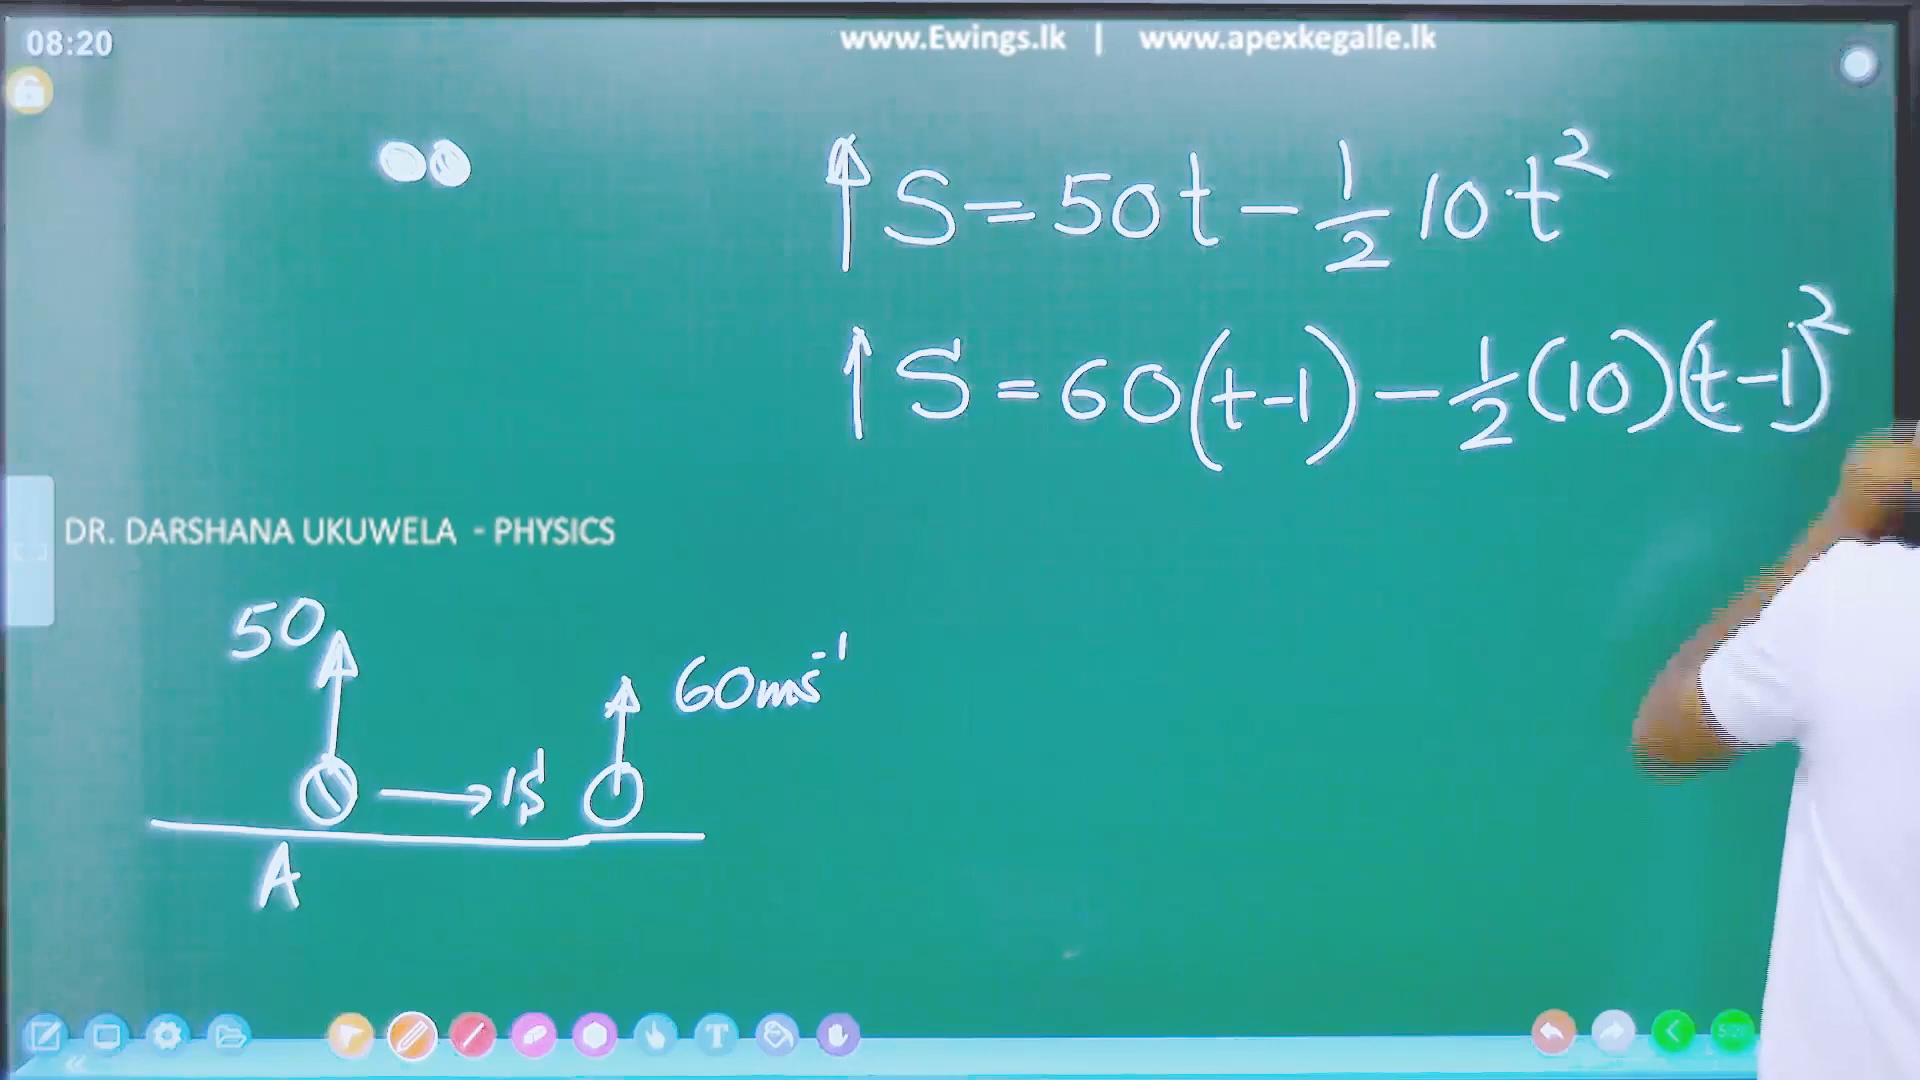 08:20
www.Ewings.lk | www.apexkegalle.lk
↑ S = 50t - 1/2 10 t²
↑ S = 60(t-1) - 1/2 (10)(t-1)²
DR. DARSHANA UKUWELA - PHYSICS
50
60ms⁻¹
→ 1s
A
T